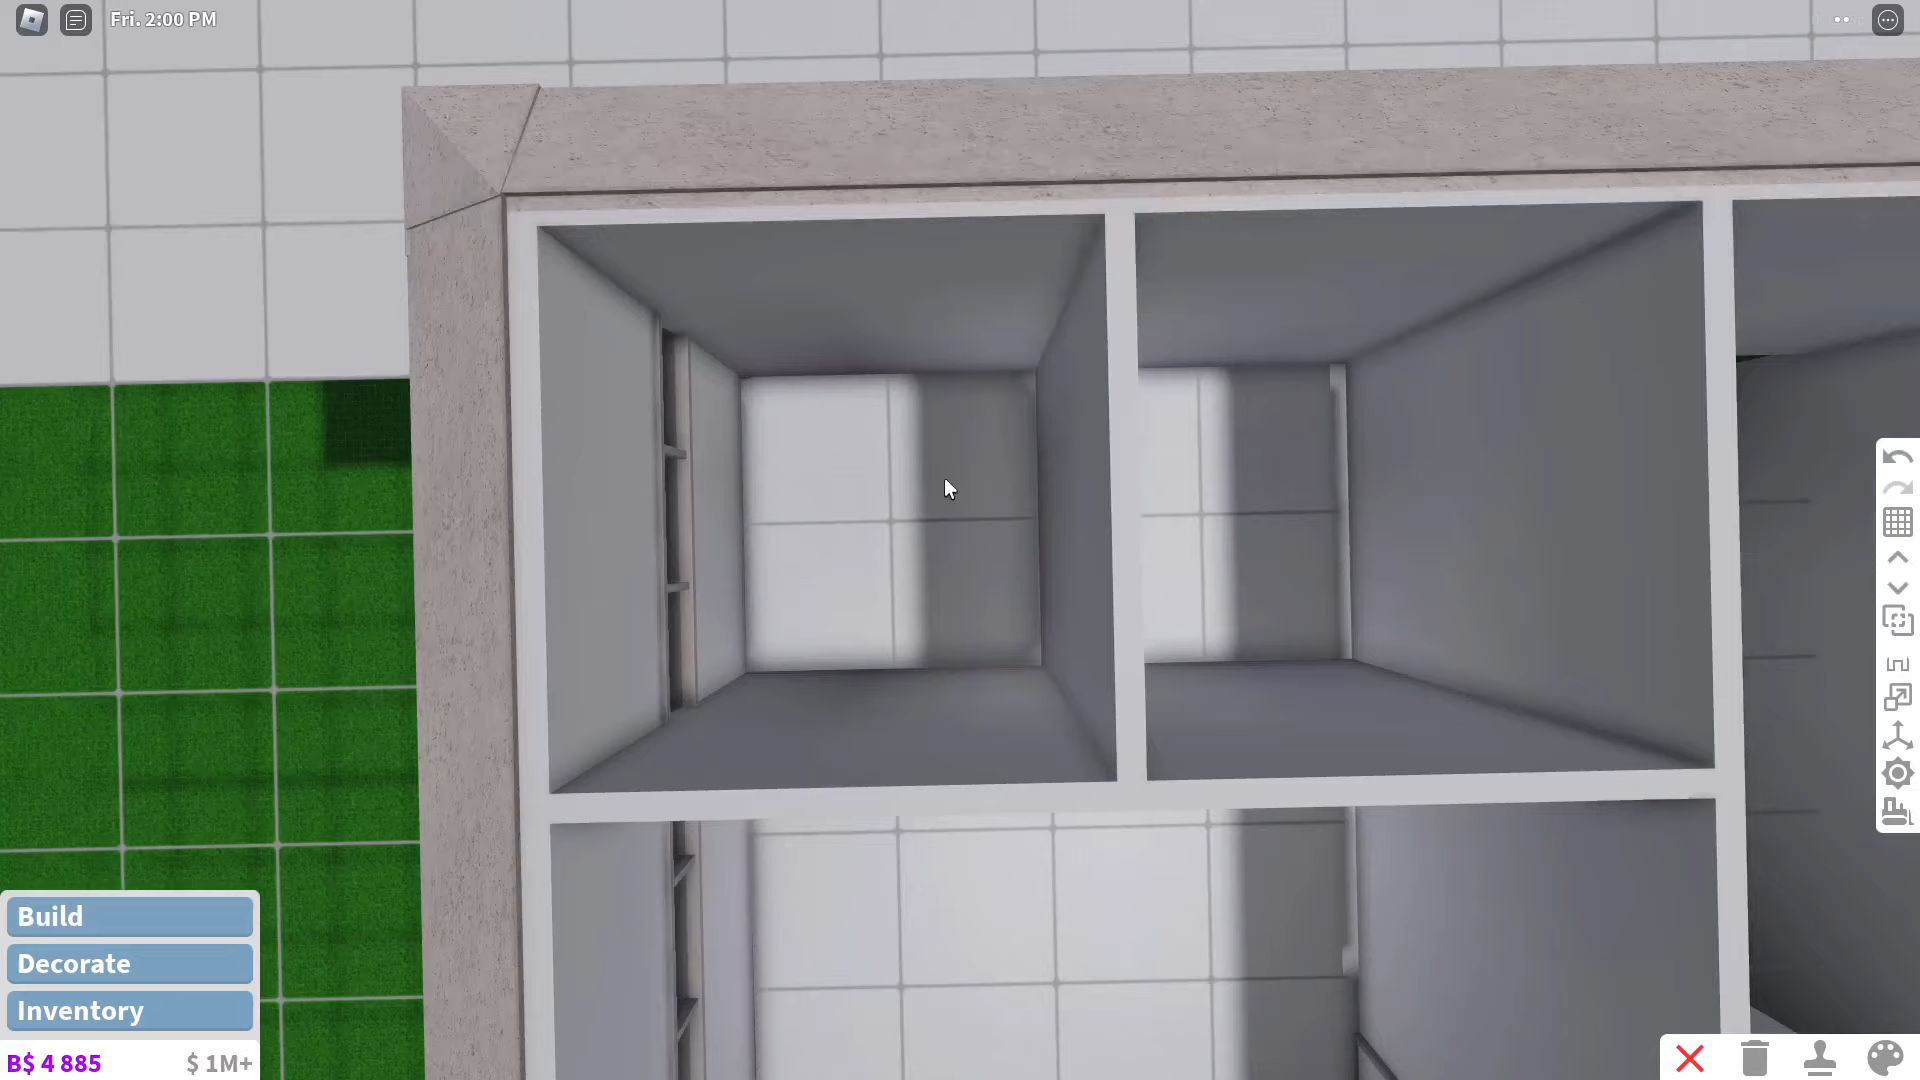 Fri. 2:00 PM
Build
Decorate
Inventory
B$ 4 885
$ 1M+